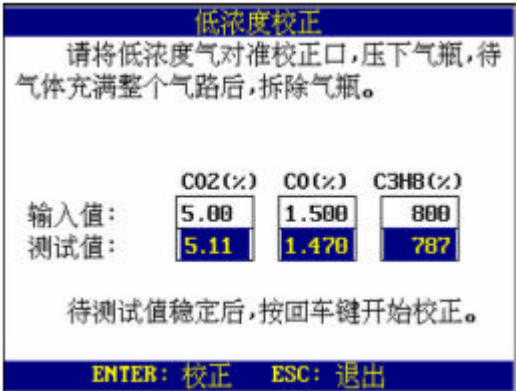 低浓度校正
请将低浓度气对准校正口,压下气瓶,待
气体充满整个气路后,拆除气瓶。
CO2(%) CO(%) C3H8(%)
输入值: 5.00 1.500 800
测试值: 5.11 1.470 787
待测试值稳定后,按回车键开始校正。
ENTER: 校正 ESC: 退出